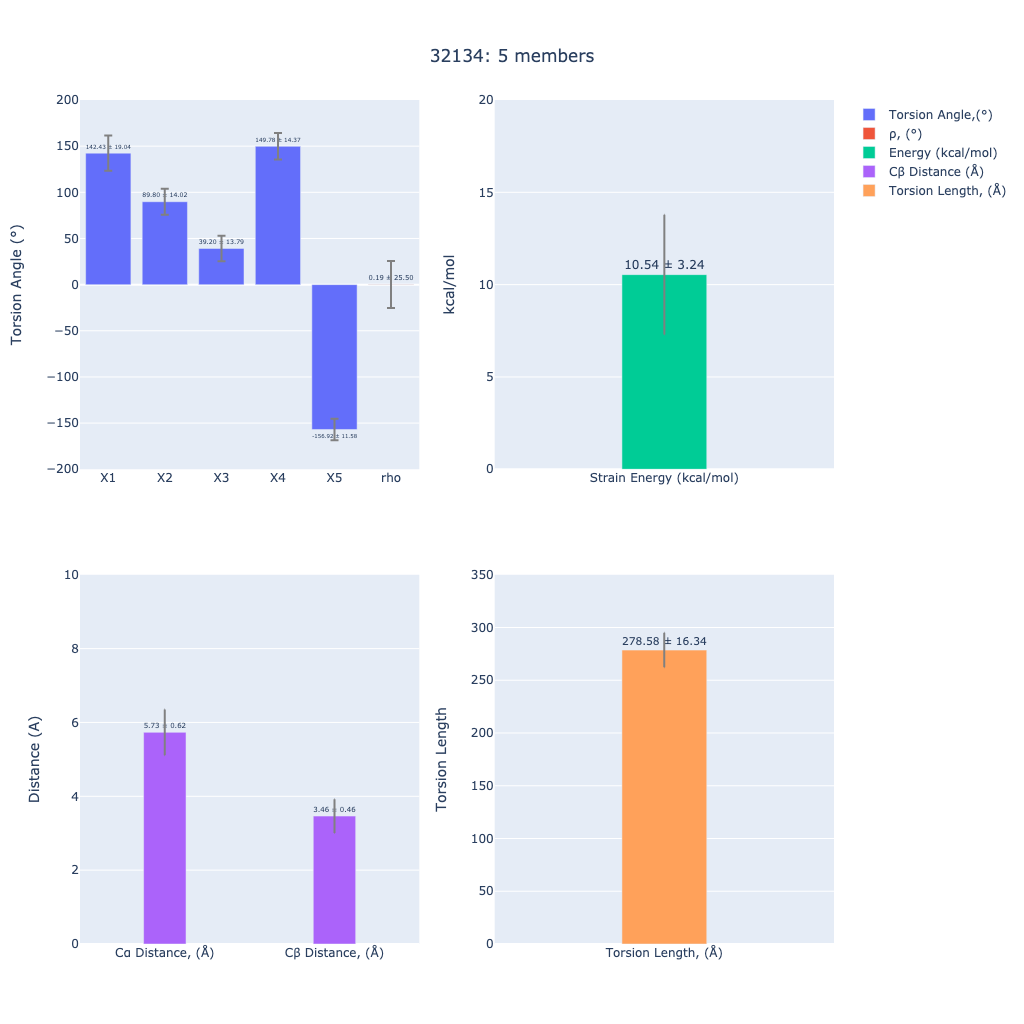 32134: 5 members
Torsion Angle (°)
200
150
100
50
0
−50
−100
−150
−200
142.43 ± 19.04
89.80 ± 14.02
39.20 ± 13.79
149.78 ± 14.37
-156.92 ± 11.58
0.19 ± 25.50
X1
X2
X3
X4
X5
rho
kcal/mol
20
15
10
5
0
10.54 ± 3.24
Strain Energy (kcal/mol)
Torsion Angle,(°)
ρ, (°)
Energy (kcal/mol)
Cβ Distance (Å)
Torsion Length, (Å)
Distance (A)
10
8
6
4
2
0
5.73 ± 0.62
3.46 ± 0.46
Cα Distance, (Å)
Cβ Distance, (Å)
Torsion Length
350
300
250
200
150
100
50
0
278.58 ± 16.34
Torsion Length, (Å)